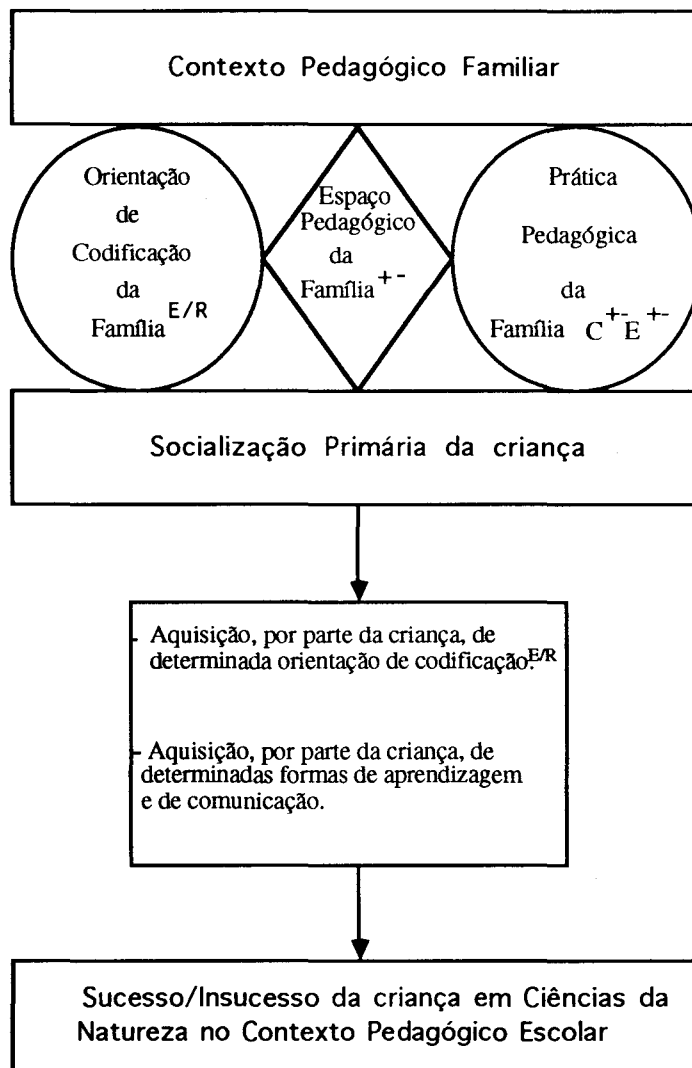 Contexto Pedagógico Familiar
Orientação
de
Codificação
da
Família E/R
Espaço
Pedagógico
da
Família + -
Prática
Pedagógica
da
Família C +- E +-
Socialização Primária da criança
- Aquisição, por parte da criança, de
determinada orientação de codificação. E/R
- Aquisição, por parte da criança, de
determinadas formas de aprendizagem
e de comunicação.
Sucesso/Insucesso da criança em Ciências da
Natureza no Contexto Pedagógico Escolar